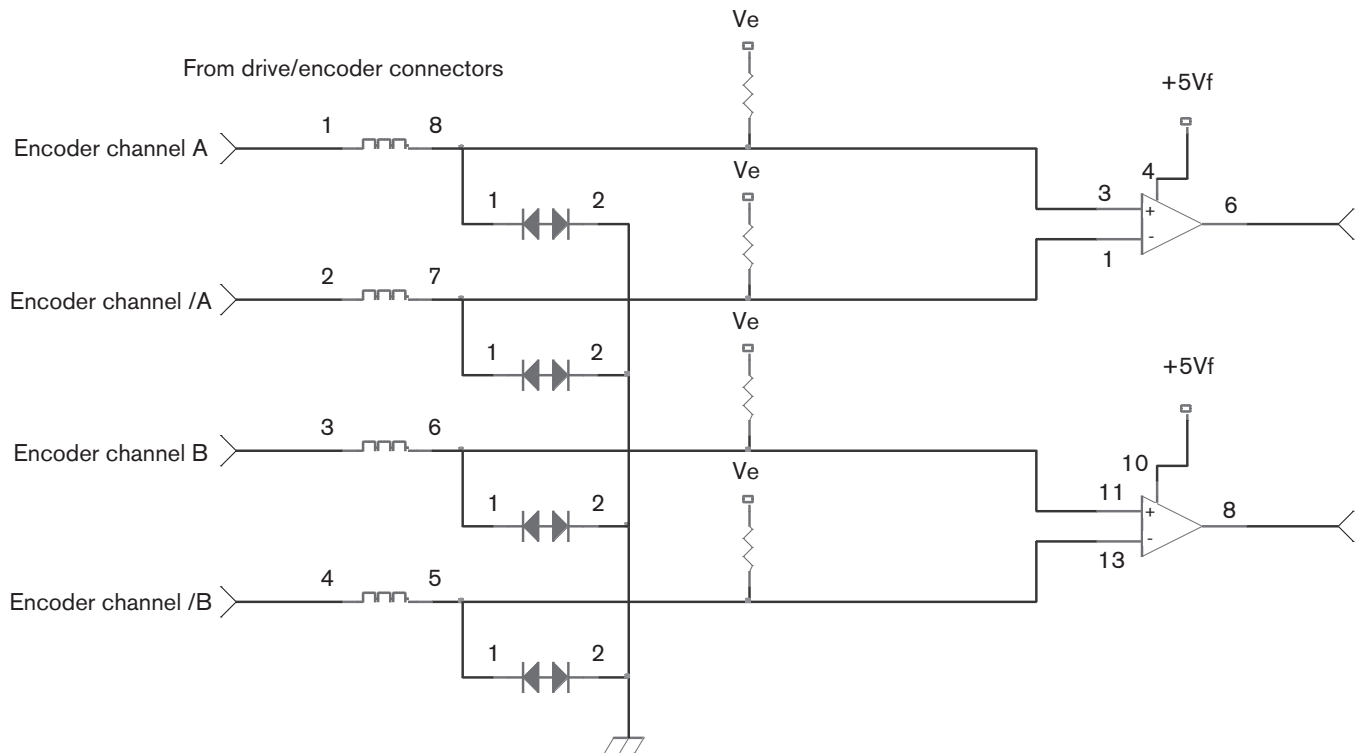 Ve
From drive/encoder connectors
+5Vf
Encoder channel A
1 8
Ve
4
1 2
3
+
6
-
1
Encoder channel /A
2 7
Ve
1 2
+5Vf
Encoder channel B
3 6
Ve
10
1 2
11
+
8
-
13
Encoder channel /B
4 5
1 2